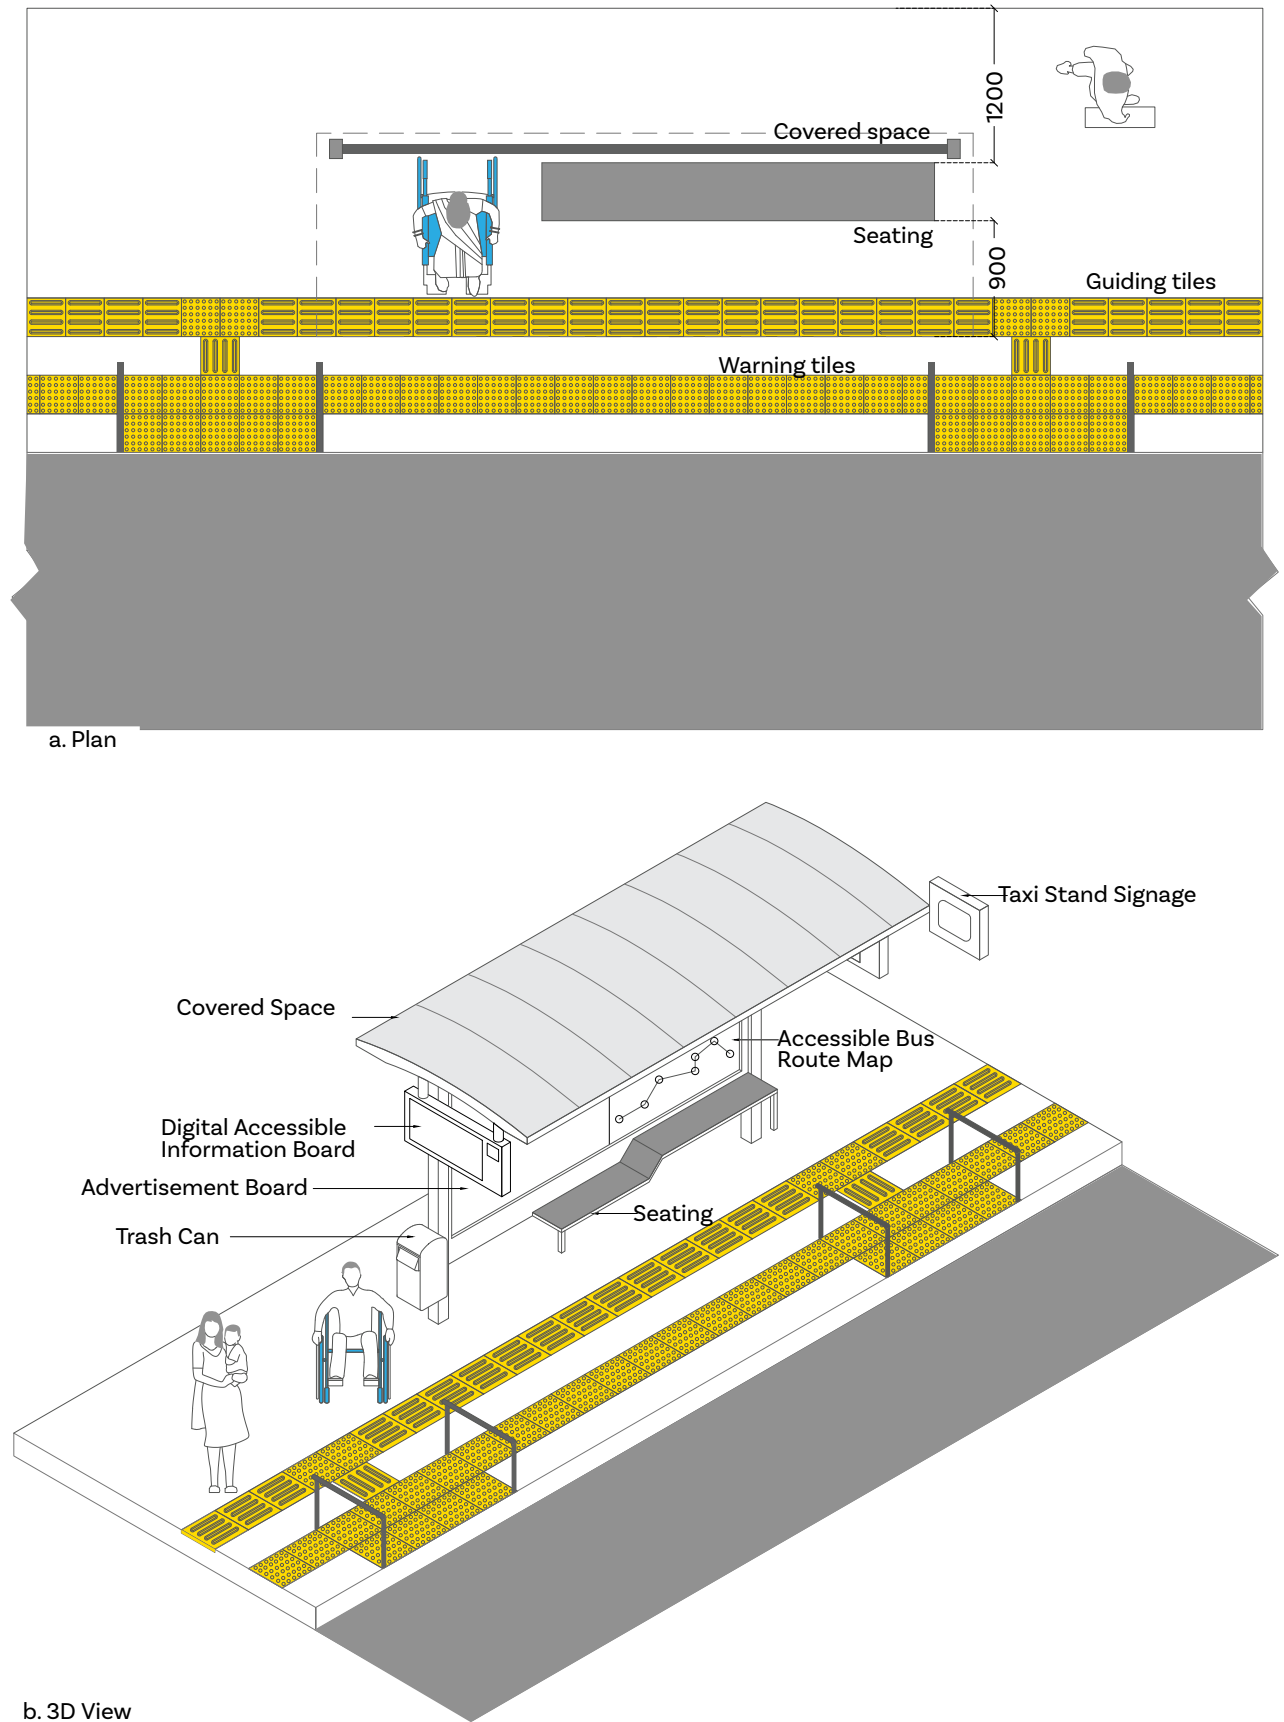 1200
Covered space
Seating
900
Guiding tiles
Warning tiles
a. Plan
Taxi Stand Signage
Covered Space
Accessible Bus
Route Map
Digital Accessible
Information Board
Advertisement Board
Seating
Trash Can
b. 3D View